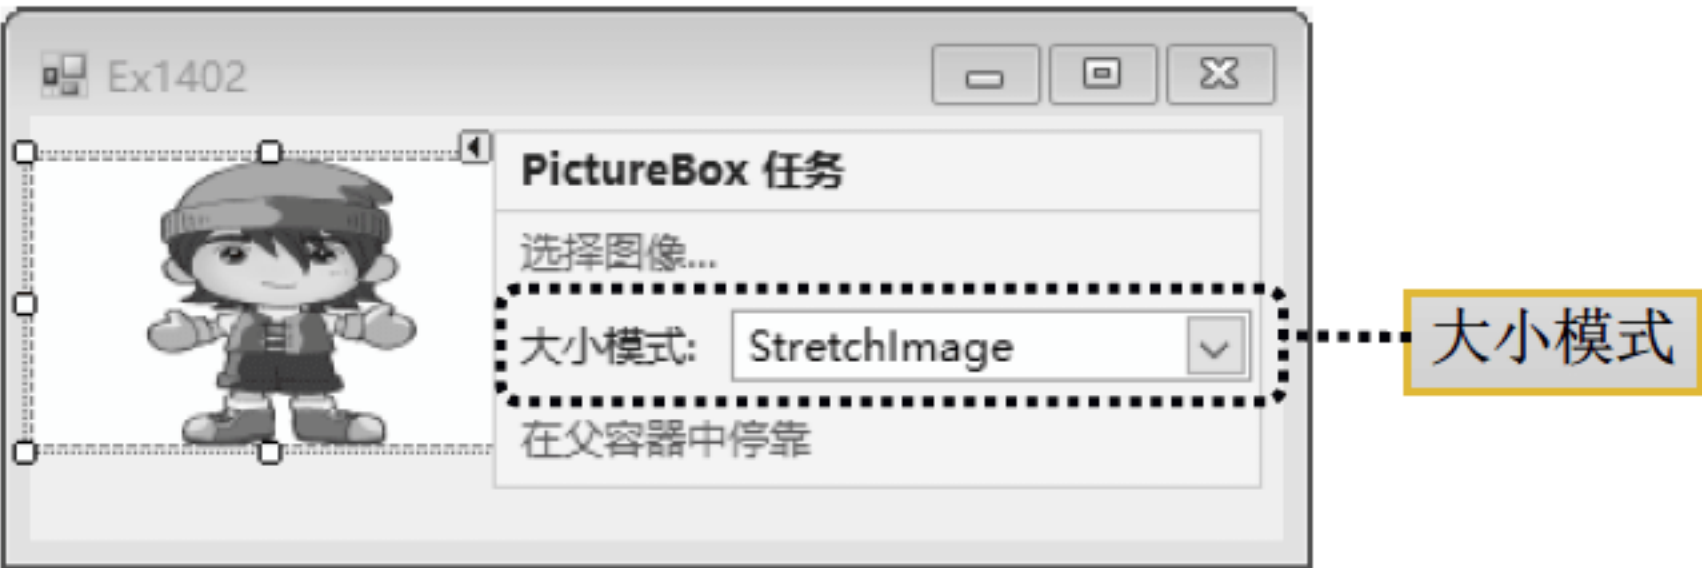 Ex1402
PictureBox 任务
选择图像...
大小模式: StretchImage
大小模式
在父容器中停靠